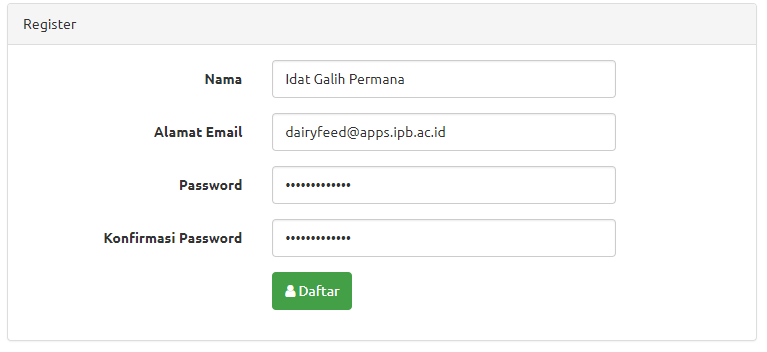 Register
Nama Idat Galih Permana
Alamat Email dairyfeed@apps.ipb.ac.id
Password •••••••••••••
Konfirmasi Password •••••••••••••
Daftar